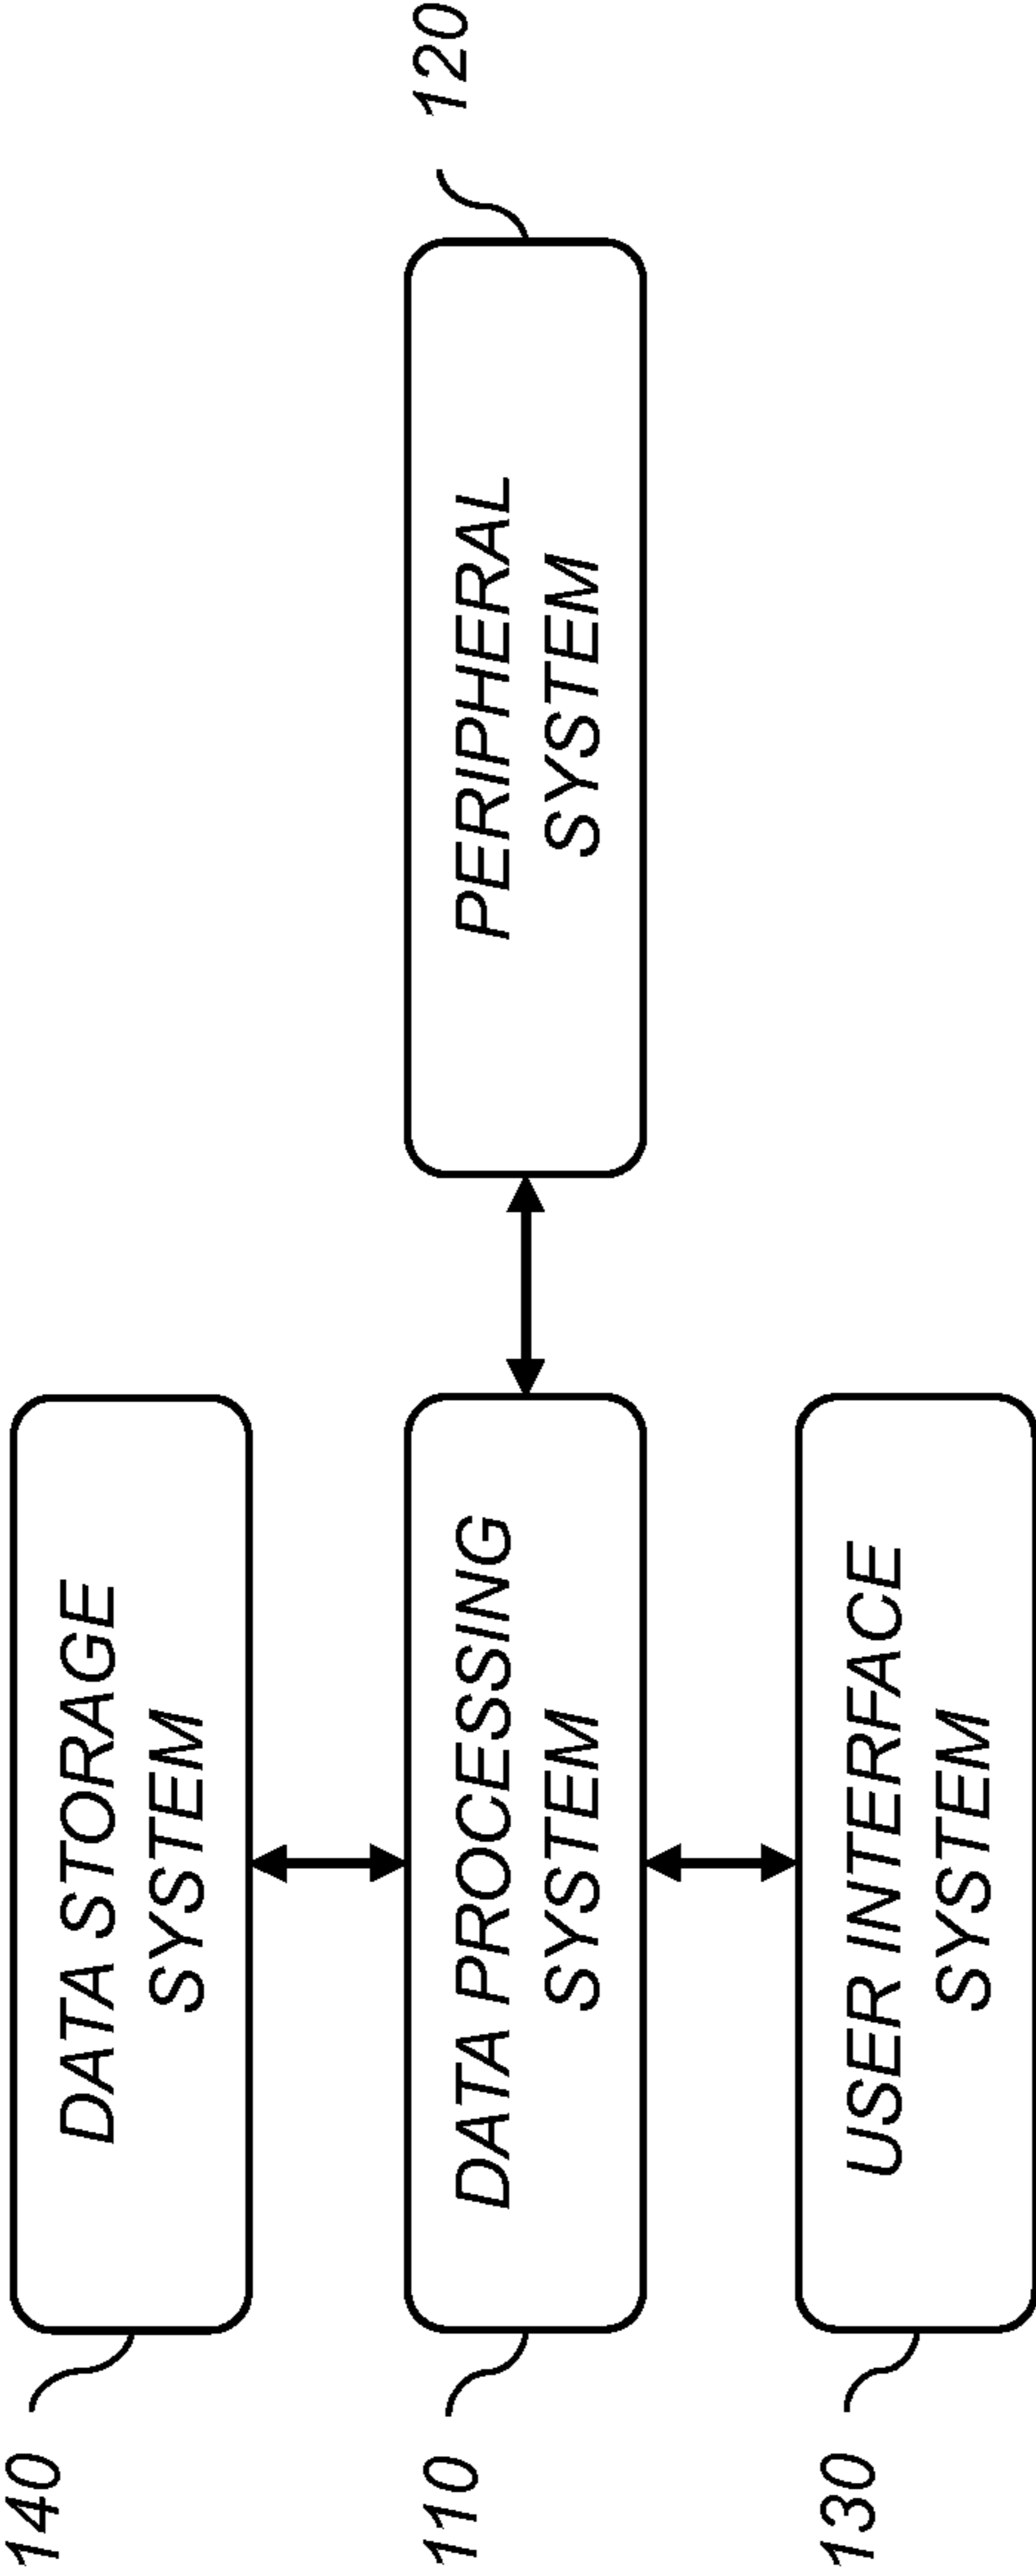 140
DATA STORAGE
SYSTEM
110
DATA PROCESSING
SYSTEM
PERIPHERAL
SYSTEM
120
130
USER INTERFACE
SYSTEM